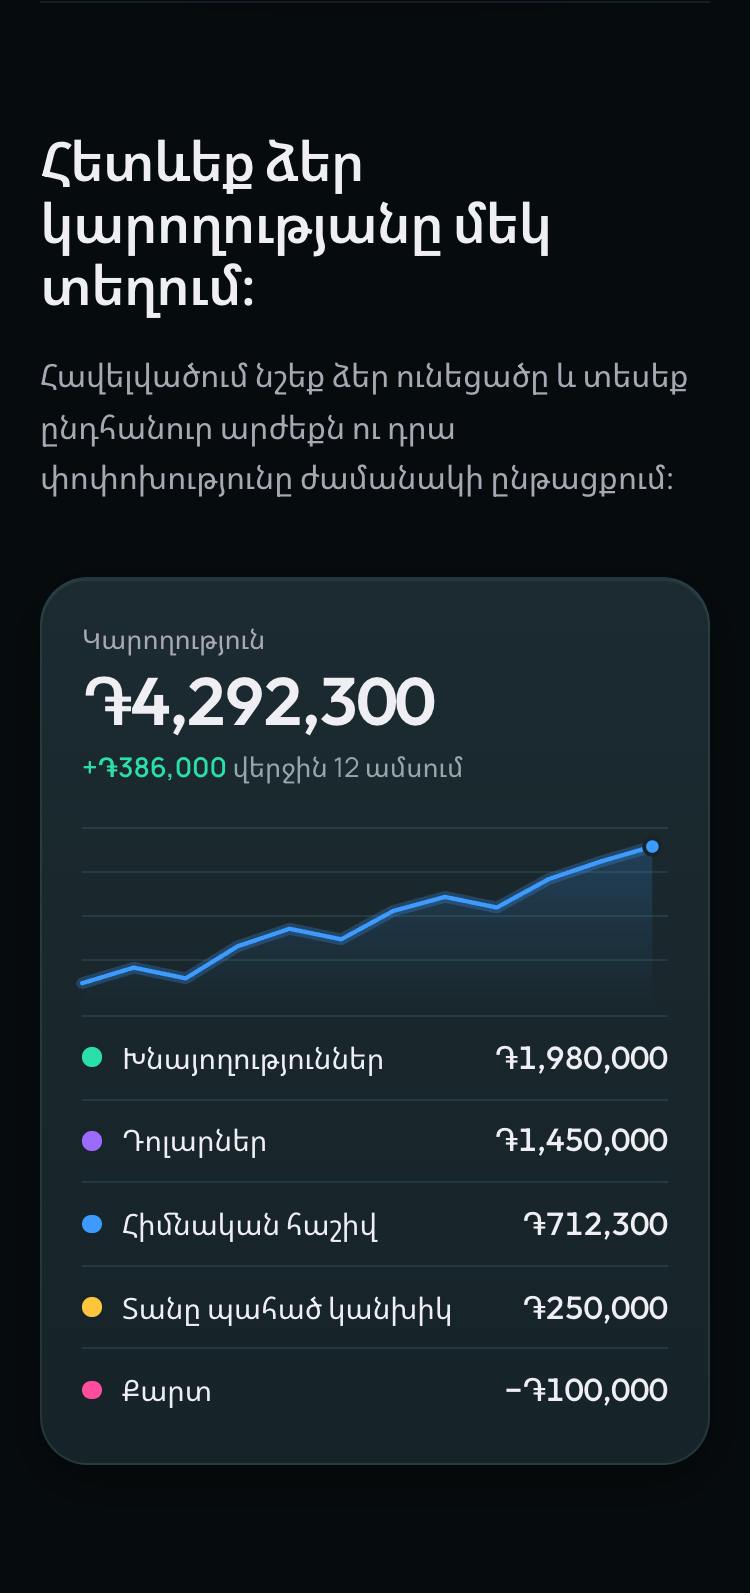 Հետևեք ձեր
կարողությանը մեկ
տեղում:
Հավելվածում նշեք ձեր ունեցածը և տեսեք
ընդհանուր արժեքն ու դրա
փոփոխությունը ժամանակի ընթացքում:
Կարողություն
֏4,292,300
+֏386,000 վերջին 12 ամսում
Խնայողություններ ֏1,980,000
Դոլարներ ֏1,450,000
Հիմնական հաշիվ ֏712,300
Տանը պահած կանխիկ ֏250,000
Քարտ −֏100,000